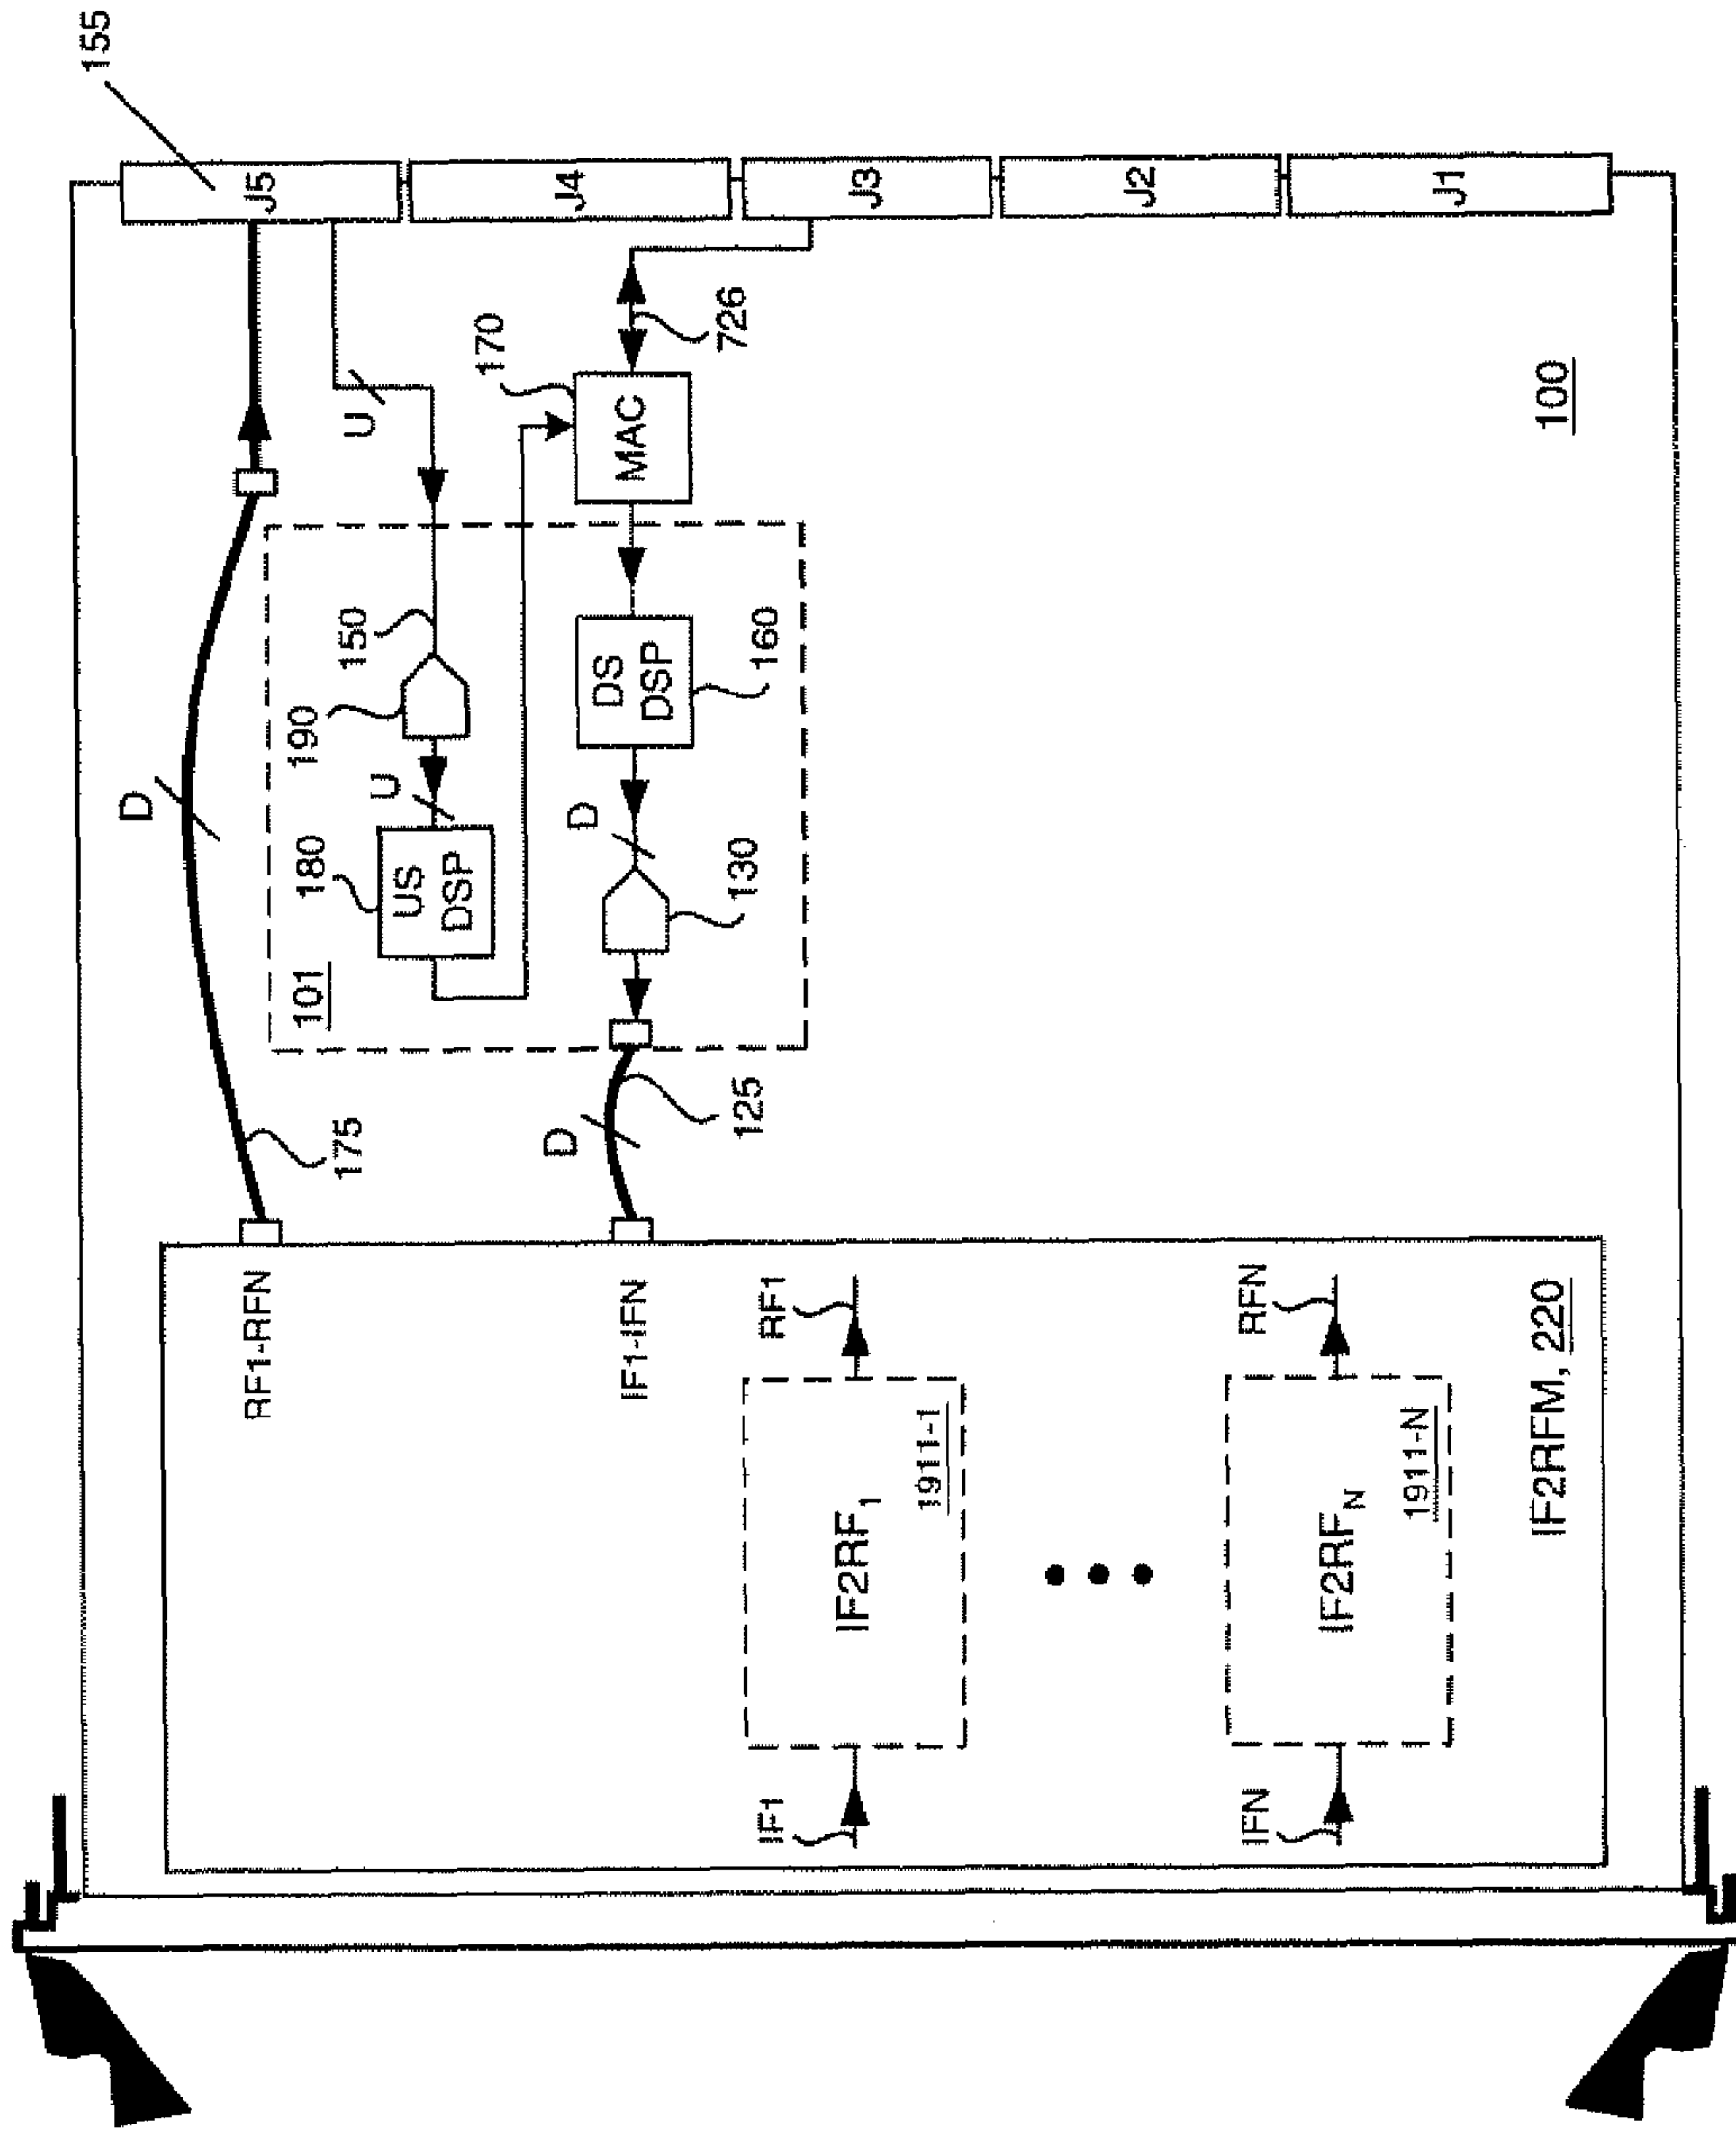 155
J5
J4
J3
J2
J1
D
175
RF1-RFN
U
150
190
U
180
US
DSP
101
170
MAC
726
DS
DSP
160
D
130
D
125
IF1-IFN
IF1
IF2RF1
1911-1
RF1
IFN
IF2RFN
1911-N
RFN
IF2RFM, 220
100